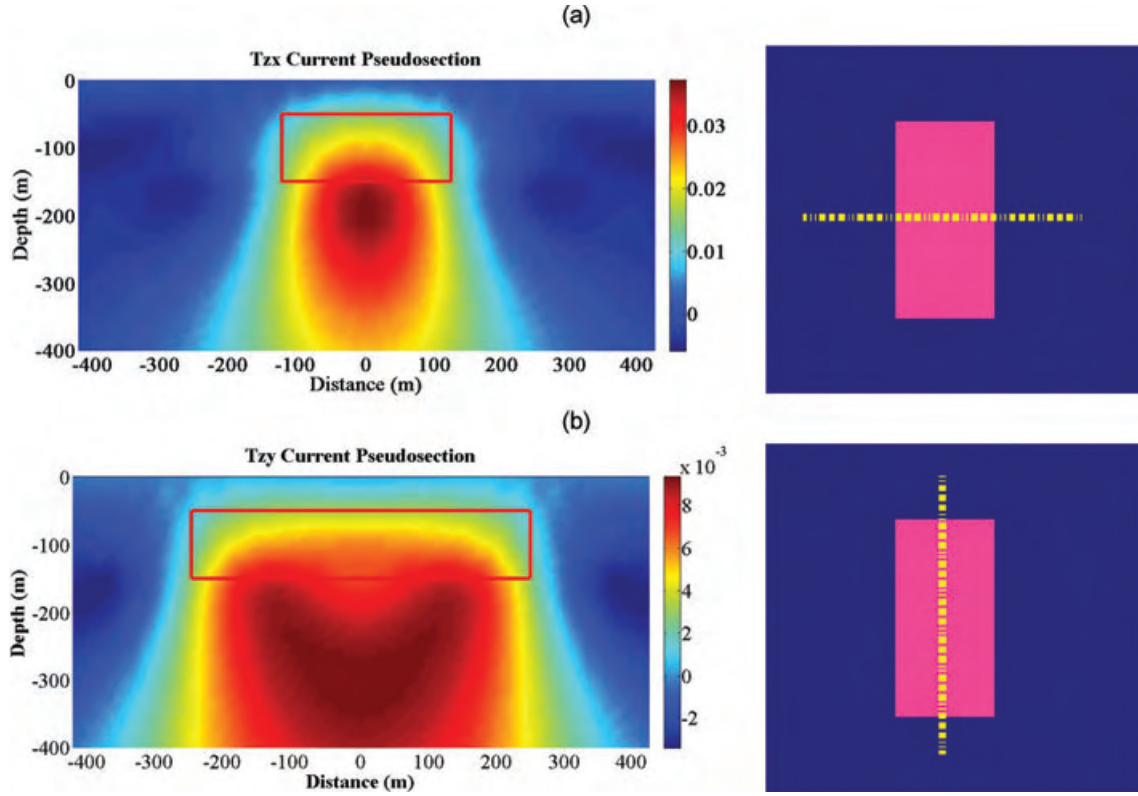 (a)
Tzx Current Pseudosection
0
-100
-200
-300
-400
Depth (m)
-400 -300 -200 -100 0 100 200 300 400
Distance (m)
0.03
0.02
0.01
0
(b)
Tzy Current Pseudosection
0
-100
-200
-300
-400
Depth (m)
-400 -300 -200 -100 0 100 200 300 400
Distance (m)
x 10⁻³
8
6
4
2
0
-2